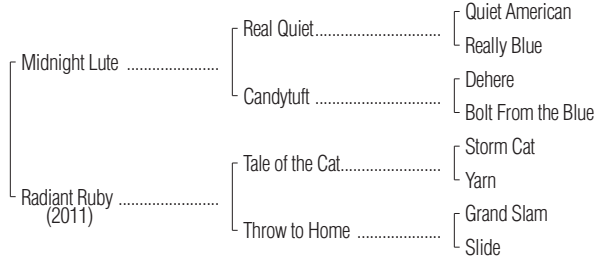 Quiet American
Real Quiet
Really Blue
Midnight Lute
Dehere
Candytuft
Bolt From the Blue
Storm Cat
Tale of the Cat
Yarn
Radiant Ruby
(2011)
Grand Slam
Throw to Home
Slide